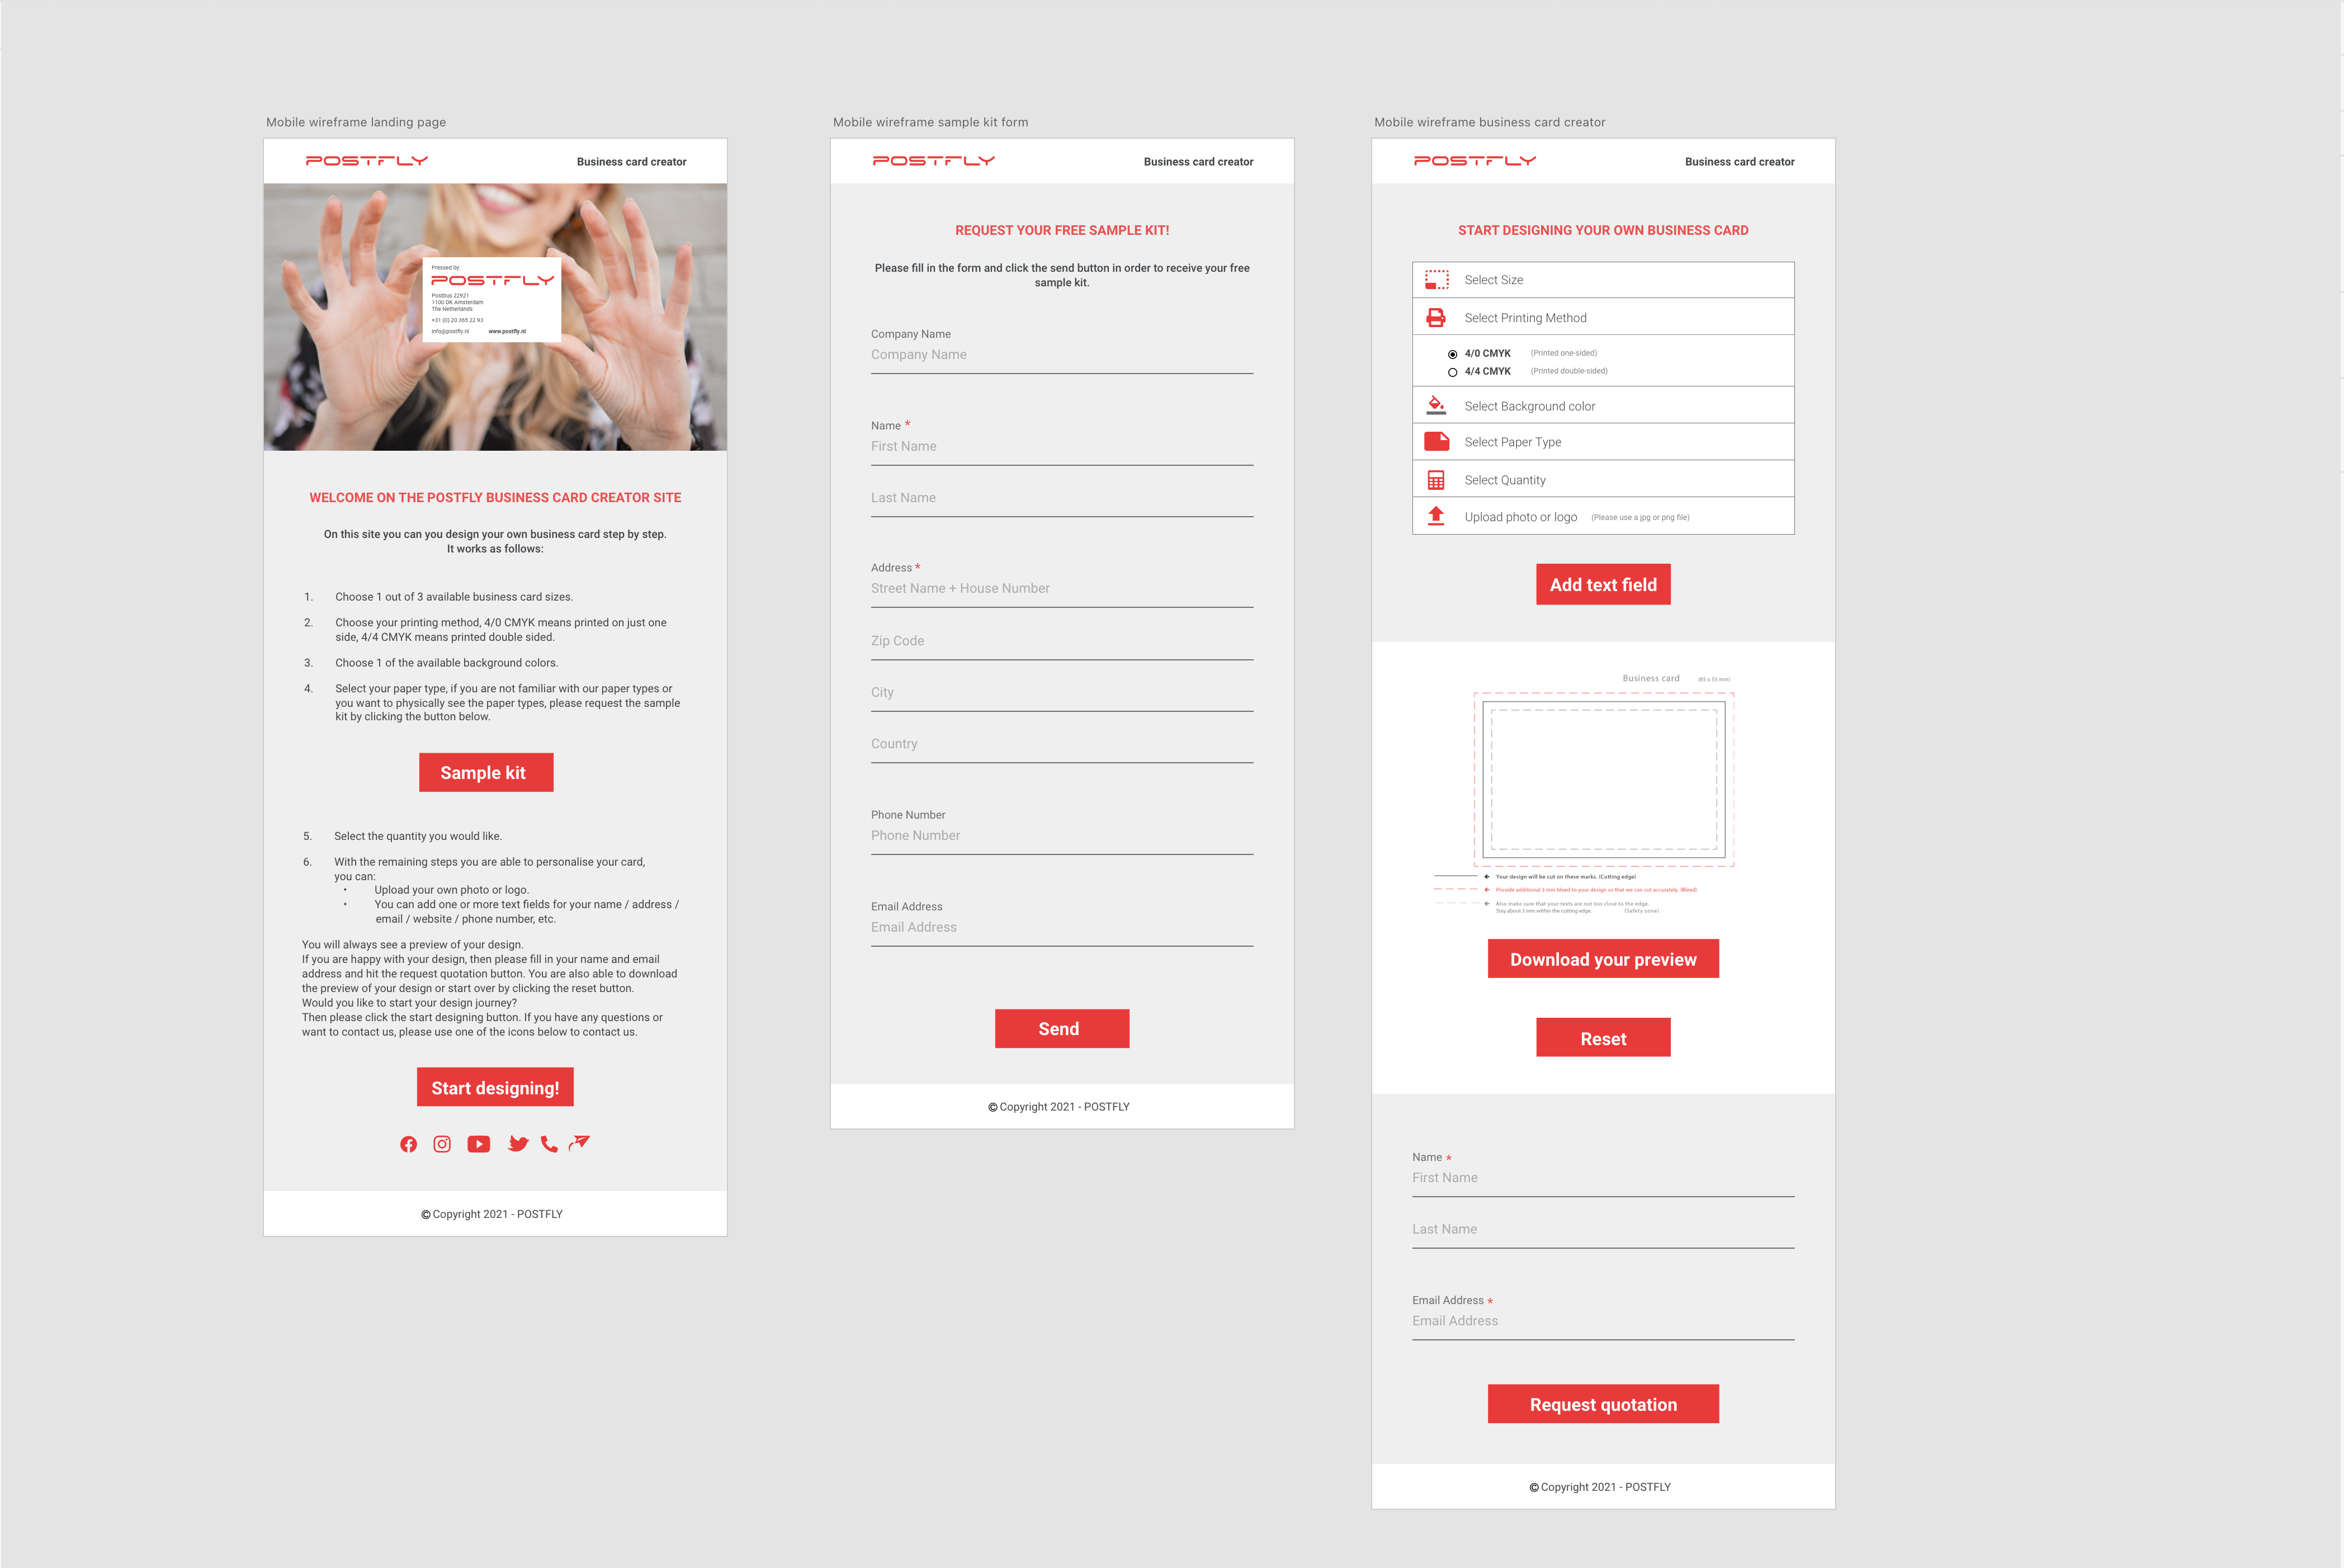 Mobile wireframe landing page
POSTFLY
Business card creator
Pressed by:
POSTFLY
Postbus 22921
1100 DK Amsterdam
The Netherlands
+31 (0) 20 365 22 93
info@postfly.nl www.postfly.nl
WELCOME ON THE POSTFLY BUSINESS CARD CREATOR SITE
On this site you can you design your own business card step by step.
It works as follows:
1. Choose 1 out of 3 available business card sizes.
2. Choose your printing method, 4/0 CMYK means printed on just one
side, 4/4 CMYK means printed double sided.
3. Choose 1 of the available background colors.
4. Select your paper type, if you are not familiar with our paper types or
you want to physically see the paper types, please request the sample
kit by clicking the button below.
Sample kit
5. Select the quantity you would like.
6. With the remaining steps you are able to personalise your card,
you can:
• Upload your own photo or logo.
• You can add one or more text fields for your name / address /
email / website / phone number, etc.
You will always see a preview of your design.
If you are happy with your design, then please fill in your name and email
address and hit the request quotation button. You are also able to download
the preview of your design or start over by clicking the reset button.
Would you like to start your design journey?
Then please click the start designing button. If you have any questions or
want to contact us, please use one of the icons below to contact us.
Start designing!
© Copyright 2021 - POSTFLY
Mobile wireframe sample kit form
POSTFLY
Business card creator
REQUEST YOUR FREE SAMPLE KIT!
Please fill in the form and click the send button in order to receive your free
sample kit.
Company Name
Company Name
Name *
First Name
Last Name
Address *
Street Name + House Number
Zip Code
City
Country
Phone Number
Phone Number
Email Address
Email Address
Send
© Copyright 2021 - POSTFLY
Mobile wireframe business card creator
POSTFLY
Business card creator
START DESIGNING YOUR OWN BUSINESS CARD
Select Size
Select Printing Method
4/0 CMYK (Printed one-sided)
4/4 CMYK (Printed double-sided)
Select Background color
Select Paper Type
Select Quantity
Upload photo or logo (Please use a jpg or png file)
Add text field
Business card (85 x 55 mm)
Your design will be cut on these marks. (Cutting edge)
Provide additional 3 mm bleed to your design so that we can cut accurately. (Bleed)
Also make sure that your texts are not too close to the edge.
Stay about 3 mm within the cutting edge. (Safety zone)
Download your preview
Reset
Name *
First Name
Last Name
Email Address *
Email Address
Request quotation
© Copyright 2021 - POSTFLY